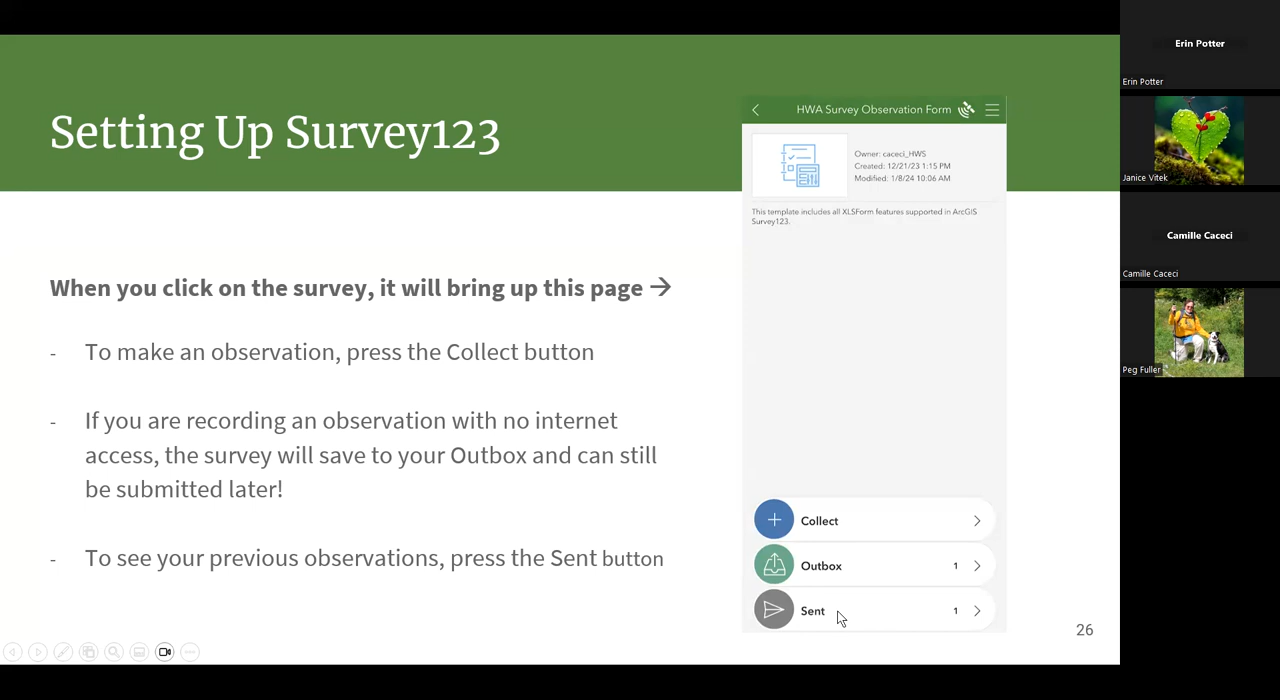 Setting Up Survey123
When you click on the survey, it will bring up this page →
- To make an observation, press the Collect button
- If you are recording an observation with no internet
access, the survey will save to your Outbox and can still
be submitted later!
- To see your previous observations, press the Sent button
HWA Survey Observation Form
Owner: caceci_HWS
Created: 12/21/23 1:15 PM
Modified: 1/8/24 10:06 AM
This template includes all XLSForm features supported in ArcGIS
Survey123.
Collect
Outbox 1
Sent 1
26
Erin Potter
Erin Potter
Janice Vitek
Camille Caceci
Camille Caceci
Peg Fuller